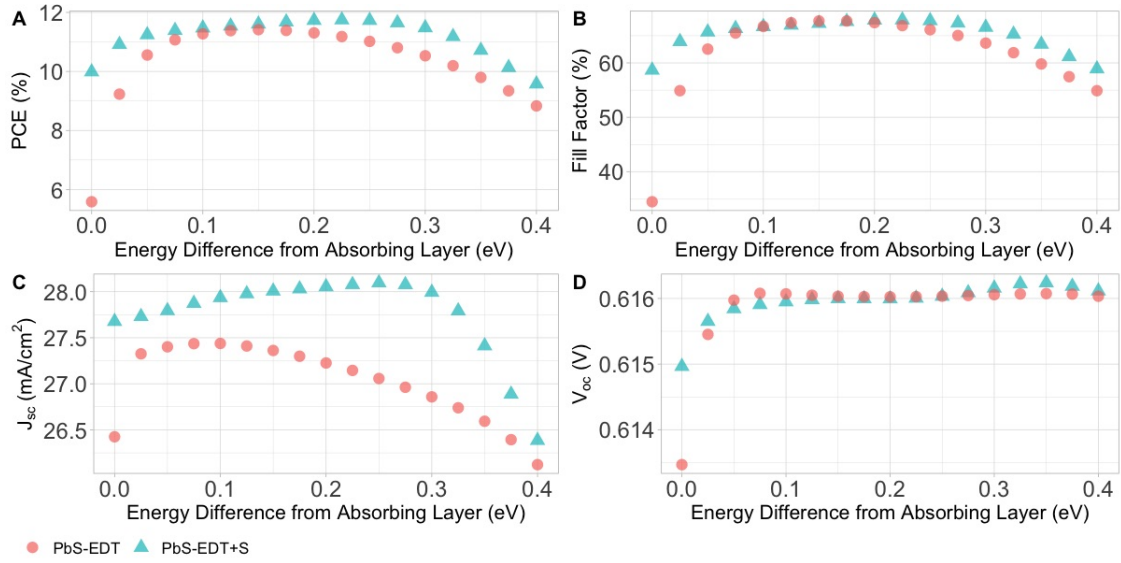 A
PCE (%)
12
10
8
6
0.0 0.1 0.2 0.3 0.4
Energy Difference from Absorbing Layer (eV)
B
Fill Factor (%)
60
50
40
0.0 0.1 0.2 0.3 0.4
Energy Difference from Absorbing Layer (eV)
C
Jsc (mA/cm²)
28.0
27.5
27.0
26.5
0.0 0.1 0.2 0.3 0.4
Energy Difference from Absorbing Layer (eV)
D
Voc (V)
0.616
0.615
0.614
0.0 0.1 0.2 0.3 0.4
Energy Difference from Absorbing Layer (eV)
PbS-EDT PbS-EDT+S